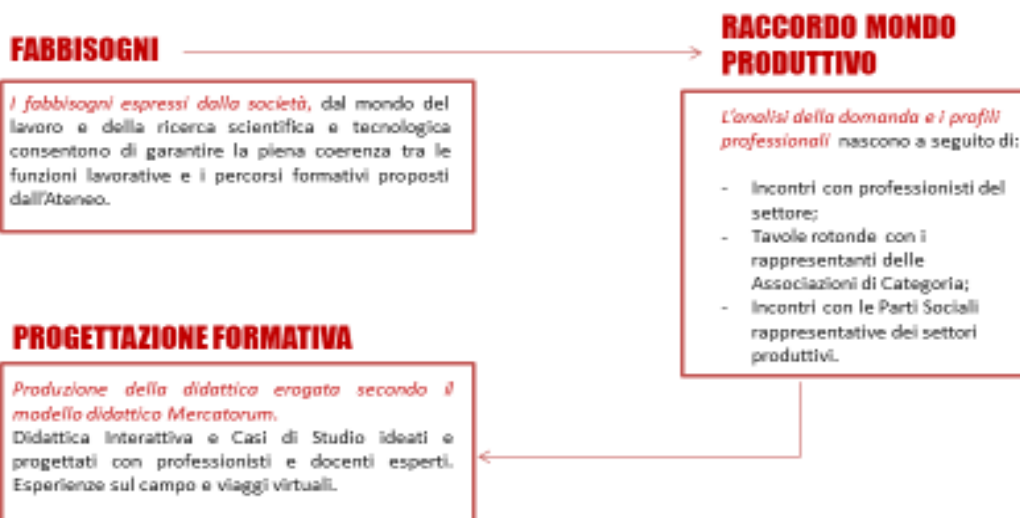 FABBISOGNI
I fabbisogni espressi dalla società, dal mondo del
lavoro e della ricerca scientifica e tecnologica
consentono di garantire la piena coerenza tra le
funzioni lavorative e i percorsi formativi proposti
dall'Ateneo.
RACCORDO MONDO
PRODUTTIVO
L'analisi della domanda e i profili
professionali nascono a seguito di:
- Incontri con professionisti del
settore;
- Tavole rotonde con i
rappresentanti delle
Associazioni di Categoria;
- Incontri con le Parti Sociali
rappresentative dei settori
produttivi.
PROGETTAZIONE FORMATIVA
Produzione della didattica erogata secondo il
modello didattico Mercatorum.
Didattica Interattiva e Casi di Studio ideati e
progettati con professionisti e docenti esperti.
Esperienze sul campo e viaggi virtuali.